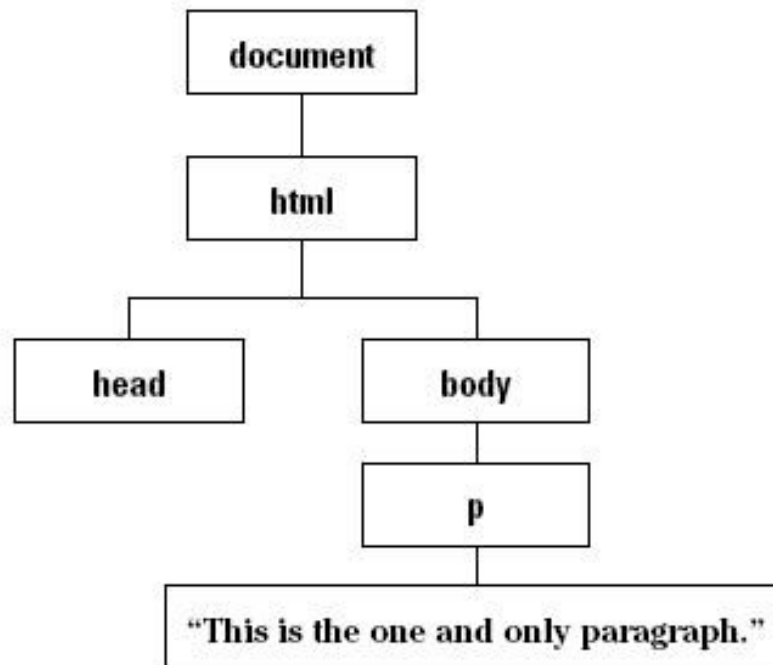 document
html
head
body
p
“This is the one and only paragraph.”